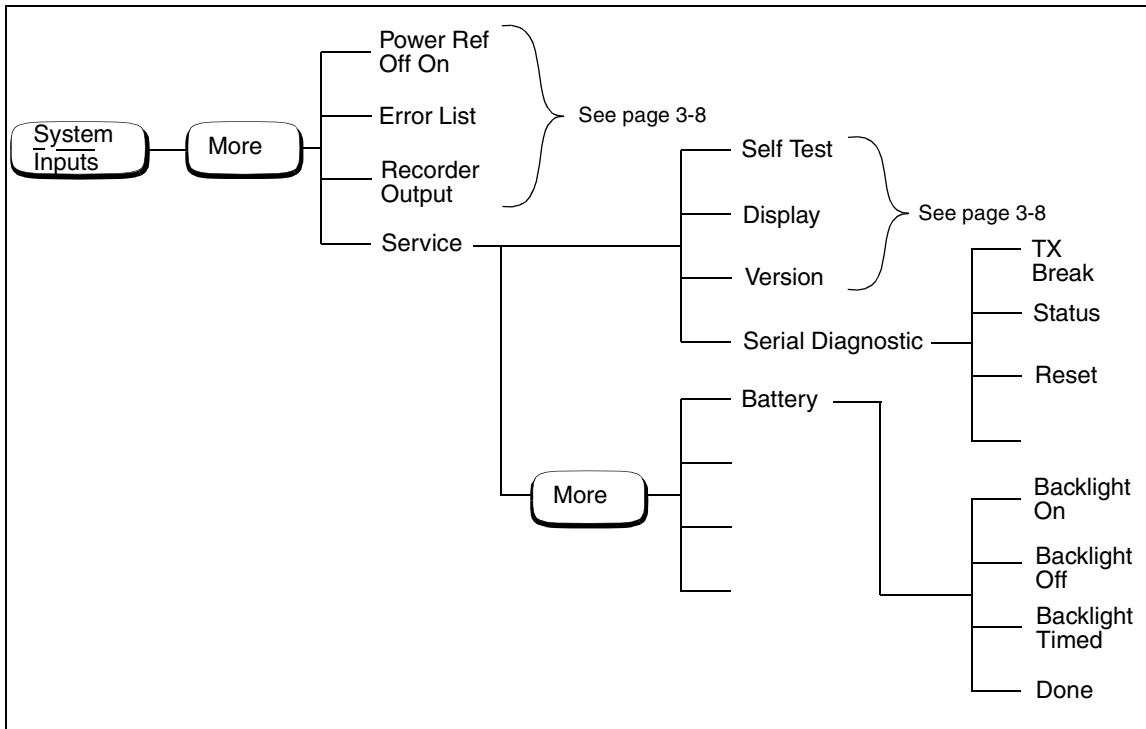 Power Ref
Off On
Error List
See page 3-8
System
Inputs
More
Recorder
Output
Service
Self Test
Display
See page 3-8
Version
Serial Diagnostic
TX
Break
Status
Reset
Battery
More
Backlight
On
Backlight
Off
Backlight
Timed
Done